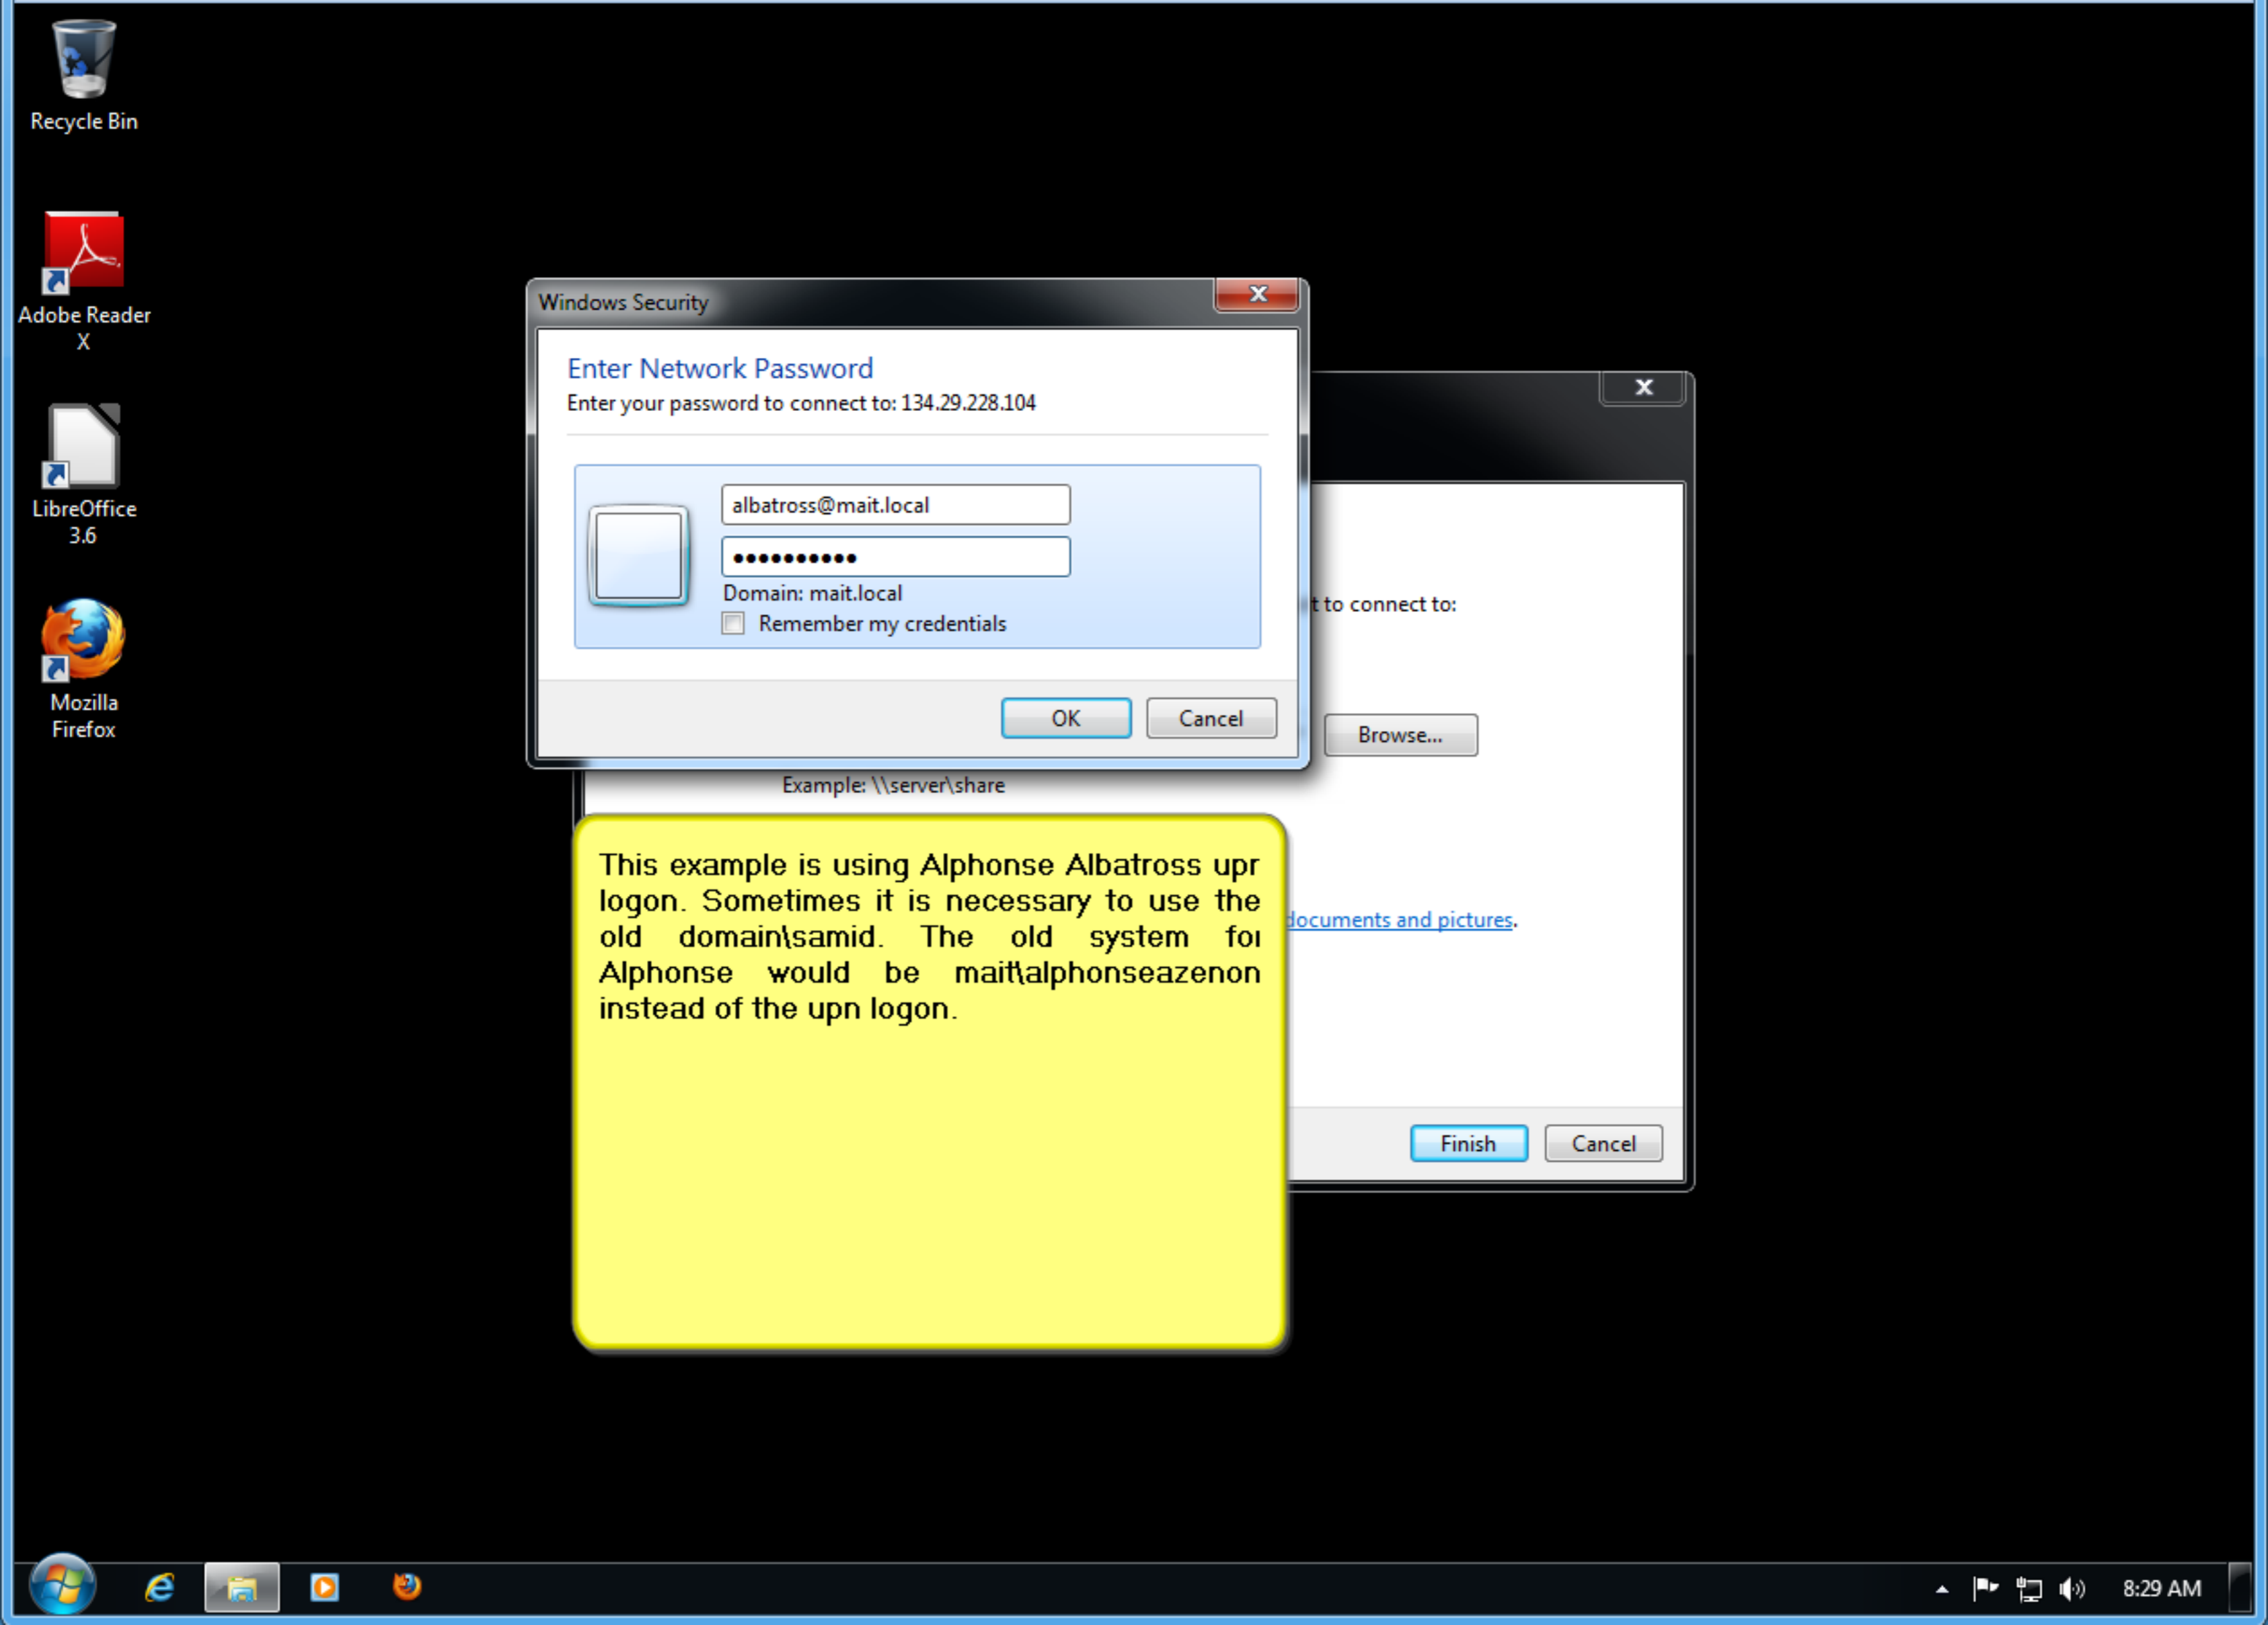 Recycle Bin
Adobe Reader
X
LibreOffice
3.6
Mozilla
Firefox
Windows Security
Enter Network Password
Enter your password to connect to: 134.29.228.104
albatross@mait.local
••••••••••
Domain: mait.local
Remember my credentials
OK
Cancel
t to connect to:
Browse...
Example: \\server\share
This example is using Alphonse Albatross upr
logon. Sometimes it is necessary to use the
old domain\samid. The old system for
Alphonse would be mait\alphonseazenon
instead of the upn logon.
documents and pictures.
Finish
Cancel
8:29 AM